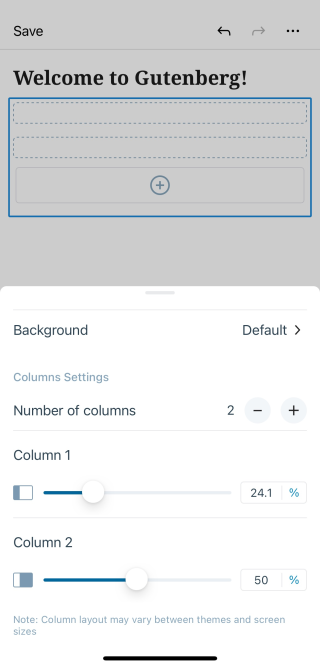 Save
Welcome to Gutenberg!
Background Default
Columns Settings
Number of columns 2
Column 1
24.1 %
Column 2
50 %
Note: Column layout may vary between themes and screen
sizes